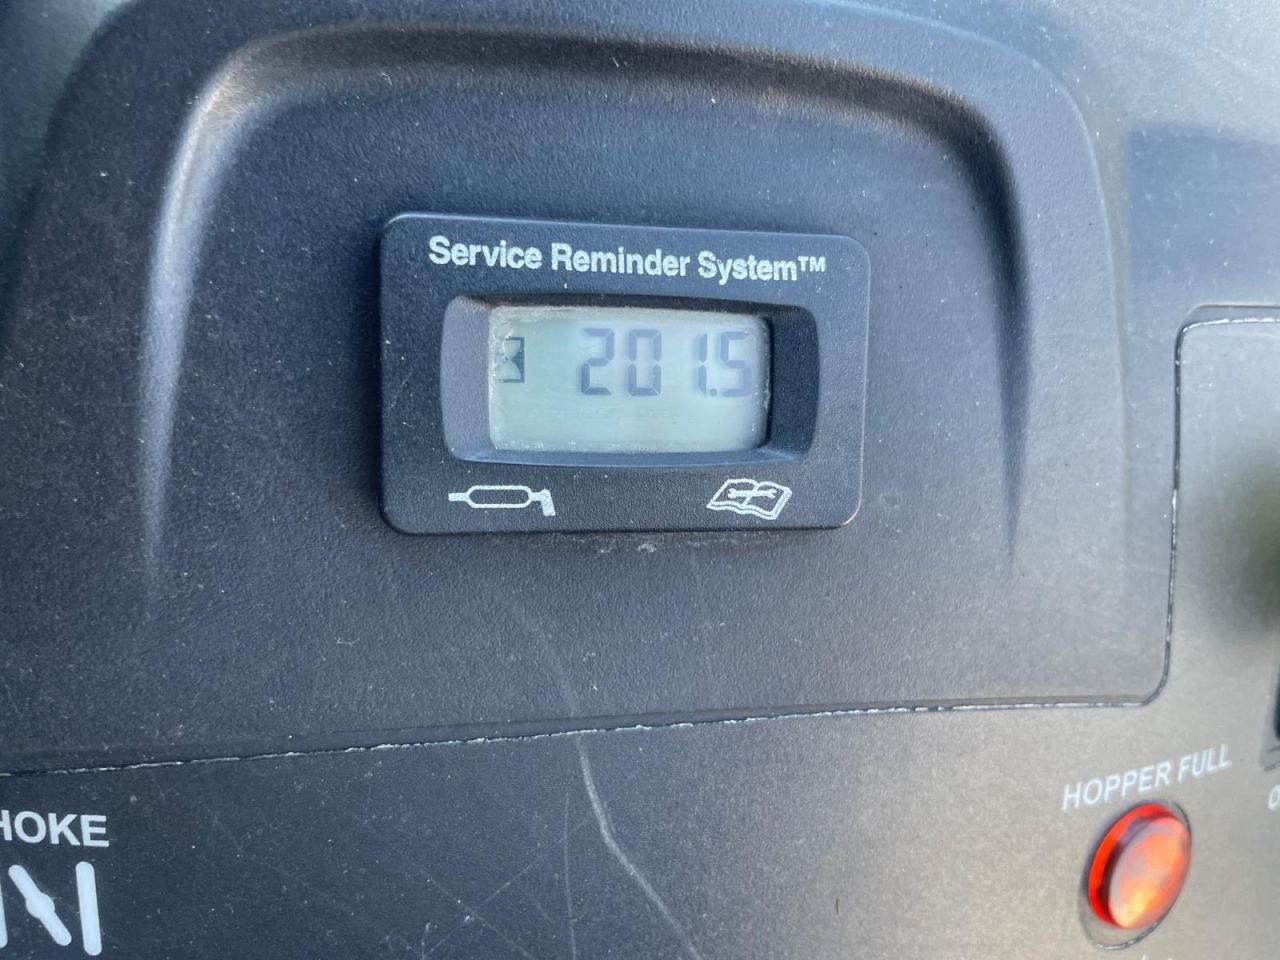 Service Reminder System™
201.5
HOPPER FULL
HOKE